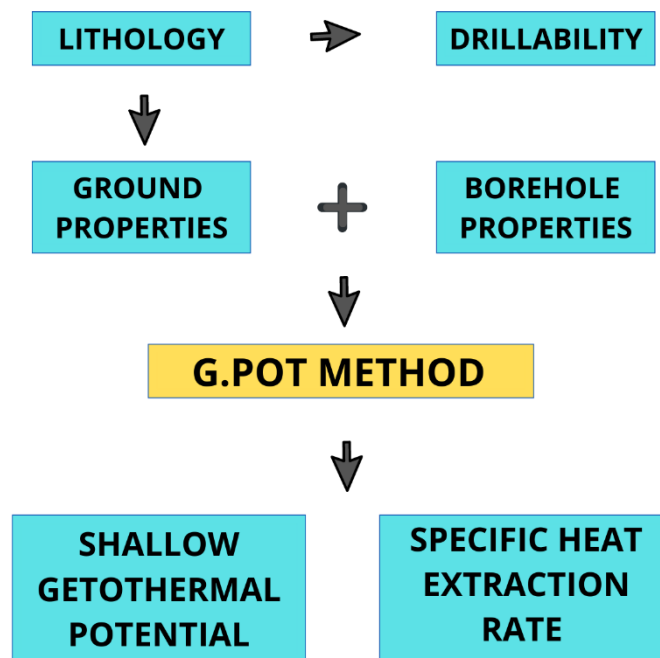 LITHOLOGY
DRILLABILITY
GROUND
PROPERTIES
BOREHOLE
PROPERTIES
G.POT METHOD
SHALLOW
GETOTHERMAL
POTENTIAL
SPECIFIC HEAT
EXTRACTION
RATE